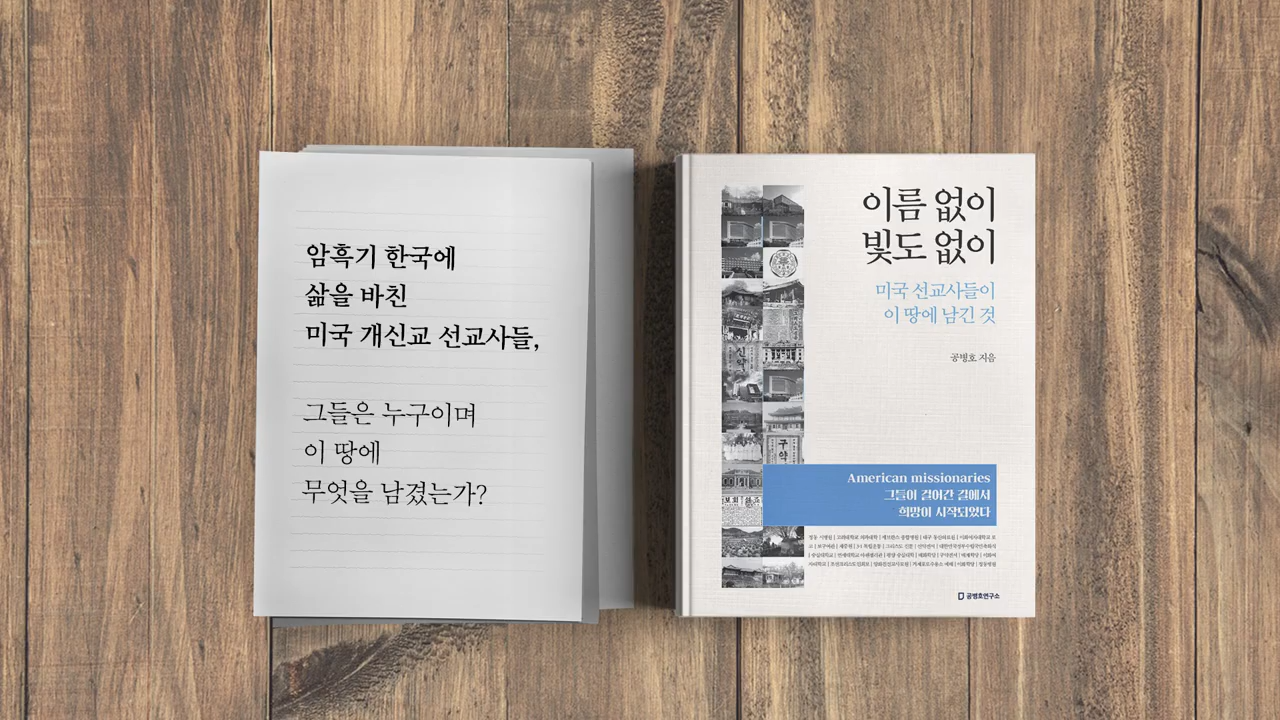 암흑기 한국에
삶을 바친
미국 개신교 선교사들,
그들은 누구이며
이 땅에
무엇을 남겼는가?
이름 없이
빛도 없이
미국 선교사들이
이 땅에 남긴 것
공병호 지음
구약
American missionaries
그들이 걸어간 길에서
희망이 시작되었다
공병호연구소